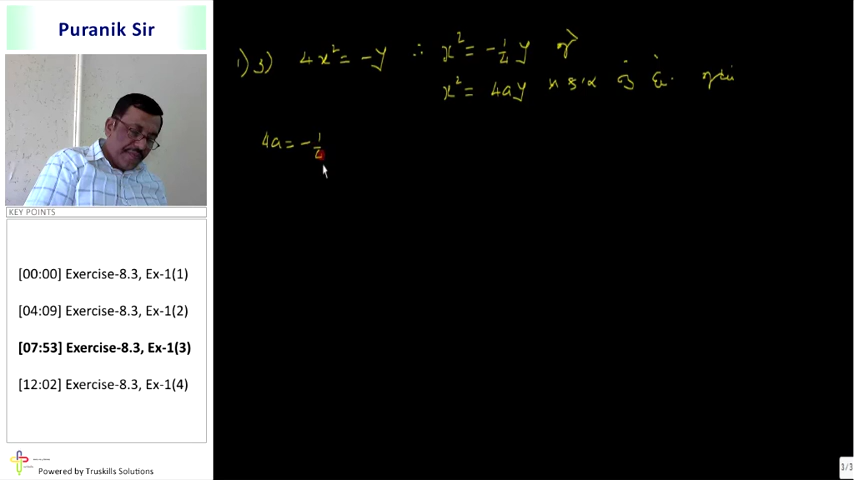 Puranik Sir
1) 3) 4x² = -y ∴ x² = -1/4 y
x² = 4ay
4a = -1/4
KEY POINTS
[00:00] Exercise-8.3, Ex-1(1)
[04:09] Exercise-8.3, Ex-1(2)
[07:53] Exercise-8.3, Ex-1(3)
[12:02] Exercise-8.3, Ex-1(4)
Powered by Truskills Solutions
3/3